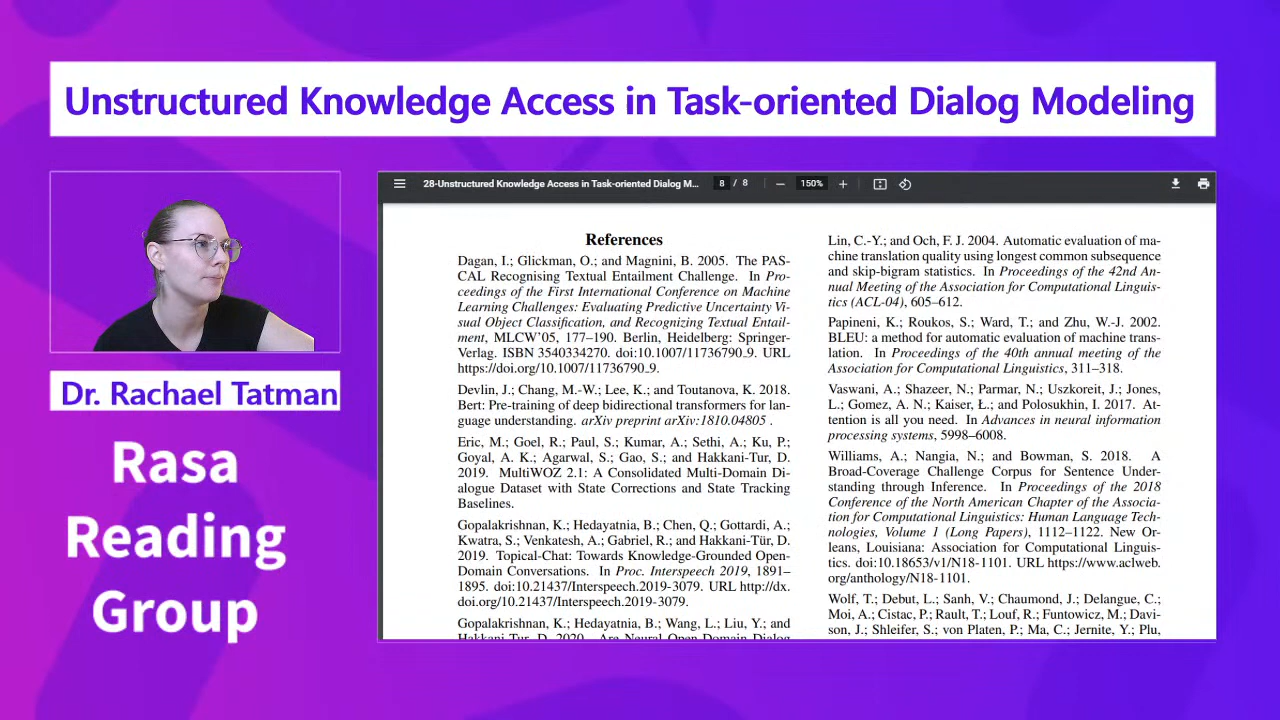 Unstructured Knowledge Access in Task-oriented Dialog Modeling
Dr. Rachael Tatman
Rasa
Reading
Group
28-Unstructured Knowledge Access in Task-oriented Dialog M... 8 / 8 150%
References
Dagan, I.; Glickman, O.; and Magnini, B. 2005. The PAS-
CAL Recognising Textual Entailment Challenge. In Pro-
ceedings of the First International Conference on Machine
Learning Challenges: Evaluating Predictive Uncertainty Vi-
sual Object Classification, and Recognizing Textual Entail-
ment, MLCW'05, 177–190. Berlin, Heidelberg: Springer-
Verlag. ISBN 3540334270. doi:10.1007/11736790_9. URL
https://doi.org/10.1007/11736790_9.
Devlin, J.; Chang, M.-W.; Lee, K.; and Toutanova, K. 2018.
Bert: Pre-training of deep bidirectional transformers for lan-
guage understanding. arXiv preprint arXiv:1810.04805 .
Eric, M.; Goel, R.; Paul, S.; Kumar, A.; Sethi, A.; Ku, P.;
Goyal, A. K.; Agarwal, S.; Gao, S.; and Hakkani-Tur, D.
2019. MultiWOZ 2.1: A Consolidated Multi-Domain Di-
alogue Dataset with State Corrections and State Tracking
Baselines.
Gopalakrishnan, K.; Hedayatnia, B.; Chen, Q.; Gottardi, A.;
Kwatra, S.; Venkatesh, A.; Gabriel, R.; and Hakkani-Tür, D.
2019. Topical-Chat: Towards Knowledge-Grounded Open-
Domain Conversations. In Proc. Interspeech 2019, 1891–
1895. doi:10.21437/Interspeech.2019-3079. URL http://dx.
doi.org/10.21437/Interspeech.2019-3079.
Gopalakrishnan, K.; Hedayatnia, B.; Wang, L.; Liu, Y.; and
Hakkani-Tur, D. 2020. Are Neural Open-Domain Dialog
Lin, C.-Y.; and Och, F. J. 2004. Automatic evaluation of ma-
chine translation quality using longest common subsequence
and skip-bigram statistics. In Proceedings of the 42nd An-
nual Meeting of the Association for Computational Linguis-
tics (ACL-04), 605–612.
Papineni, K.; Roukos, S.; Ward, T.; and Zhu, W.-J. 2002.
BLEU: a method for automatic evaluation of machine trans-
lation. In Proceedings of the 40th annual meeting of the
Association for Computational Linguistics, 311–318.
Vaswani, A.; Shazeer, N.; Parmar, N.; Uszkoreit, J.; Jones,
L.; Gomez, A. N.; Kaiser, Ł.; and Polosukhin, I. 2017. At-
tention is all you need. In Advances in neural information
processing systems, 5998–6008.
Williams, A.; Nangia, N.; and Bowman, S. 2018. A
Broad-Coverage Challenge Corpus for Sentence Under-
standing through Inference. In Proceedings of the 2018
Conference of the North American Chapter of the Associa-
tion for Computational Linguistics: Human Language Tech-
nologies, Volume 1 (Long Papers), 1112–1122. New Or-
leans, Louisiana: Association for Computational Linguis-
tics. doi:10.18653/v1/N18-1101. URL https://www.aclweb.
org/anthology/N18-1101.
Wolf, T.; Debut, L.; Sanh, V.; Chaumond, J.; Delangue, C.;
Moi, A.; Cistac, P.; Rault, T.; Louf, R.; Funtowicz, M.; Davi-
son, J.; Shleifer, S.; von Platen, P.; Ma, C.; Jernite, Y.; Plu,